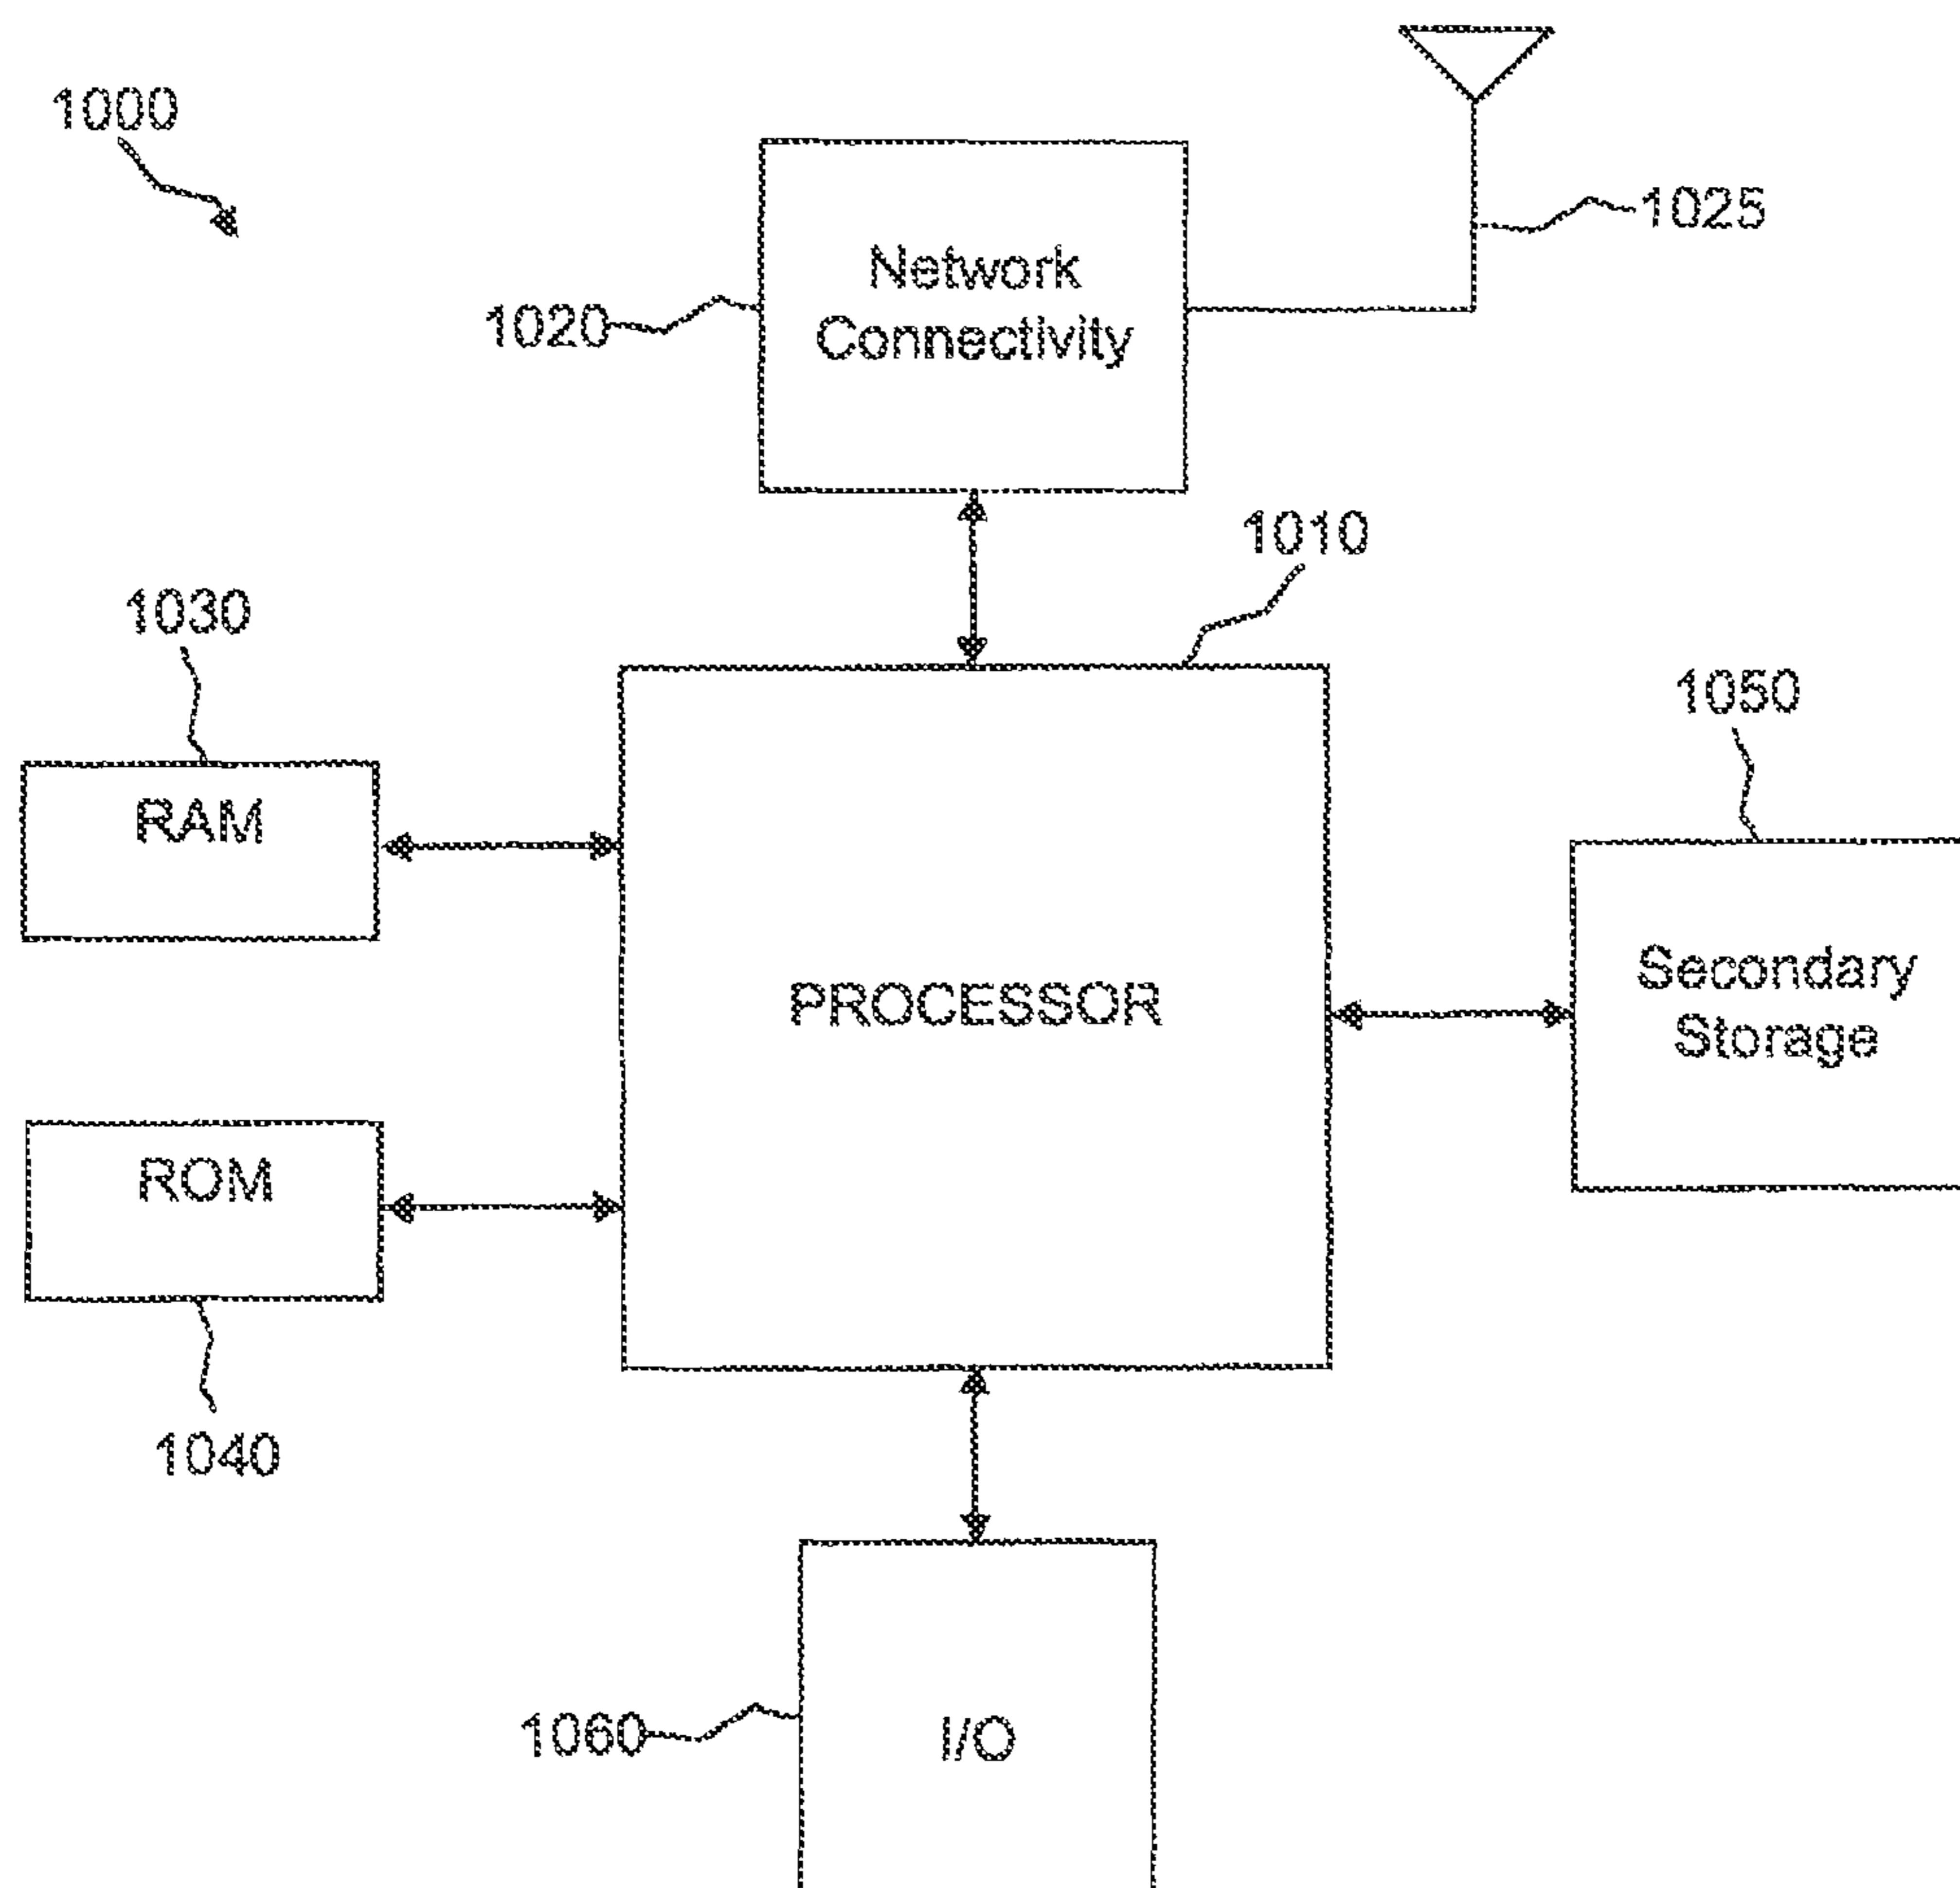 1000
1025
Network
Connectivity
1020
1010
1030
1050
RAM
Secondary
Storage
PROCESSOR
ROM
1040
1060
I/O